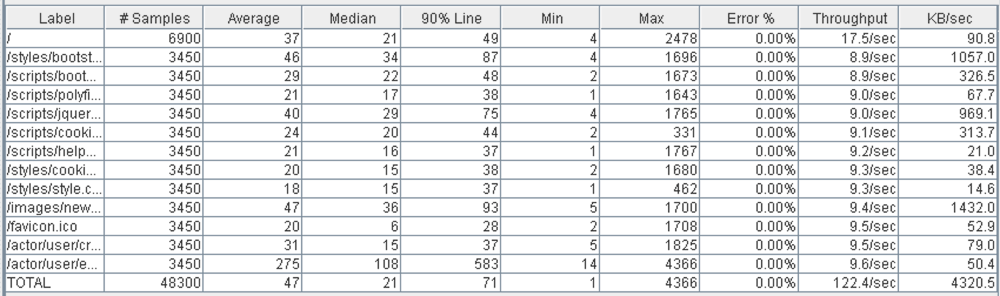 Label # Samples Average Median 90% Line Min Max Error % Throughput KB/sec
/ 6900 37 21 49 4 2478 0.00% 17.5/sec 90.8
/styles/bootst... 3450 46 34 87 4 1696 0.00% 8.9/sec 1057.0
/scripts/boot... 3450 29 22 48 2 1673 0.00% 8.9/sec 326.5
/scripts/polyfi... 3450 21 17 38 1 1643 0.00% 9.0/sec 67.7
/scripts/jquer... 3450 40 29 75 4 1765 0.00% 9.0/sec 969.1
/scripts/cooki... 3450 24 20 44 2 331 0.00% 9.1/sec 313.7
/scripts/help... 3450 21 16 37 1 1767 0.00% 9.2/sec 21.0
/styles/cooki... 3450 20 15 38 2 1680 0.00% 9.3/sec 38.4
/styles/style.c... 3450 18 15 37 1 462 0.00% 9.3/sec 14.6
/images/new... 3450 47 36 93 5 1700 0.00% 9.4/sec 1432.0
/favicon.ico 3450 20 6 28 2 1708 0.00% 9.5/sec 52.9
/actor/user/cr... 3450 31 15 37 5 1825 0.00% 9.5/sec 79.0
/actor/user/e... 3450 275 108 583 14 4366 0.00% 9.6/sec 50.4
TOTAL 48300 47 21 71 1 4366 0.00% 122.4/sec 4320.5